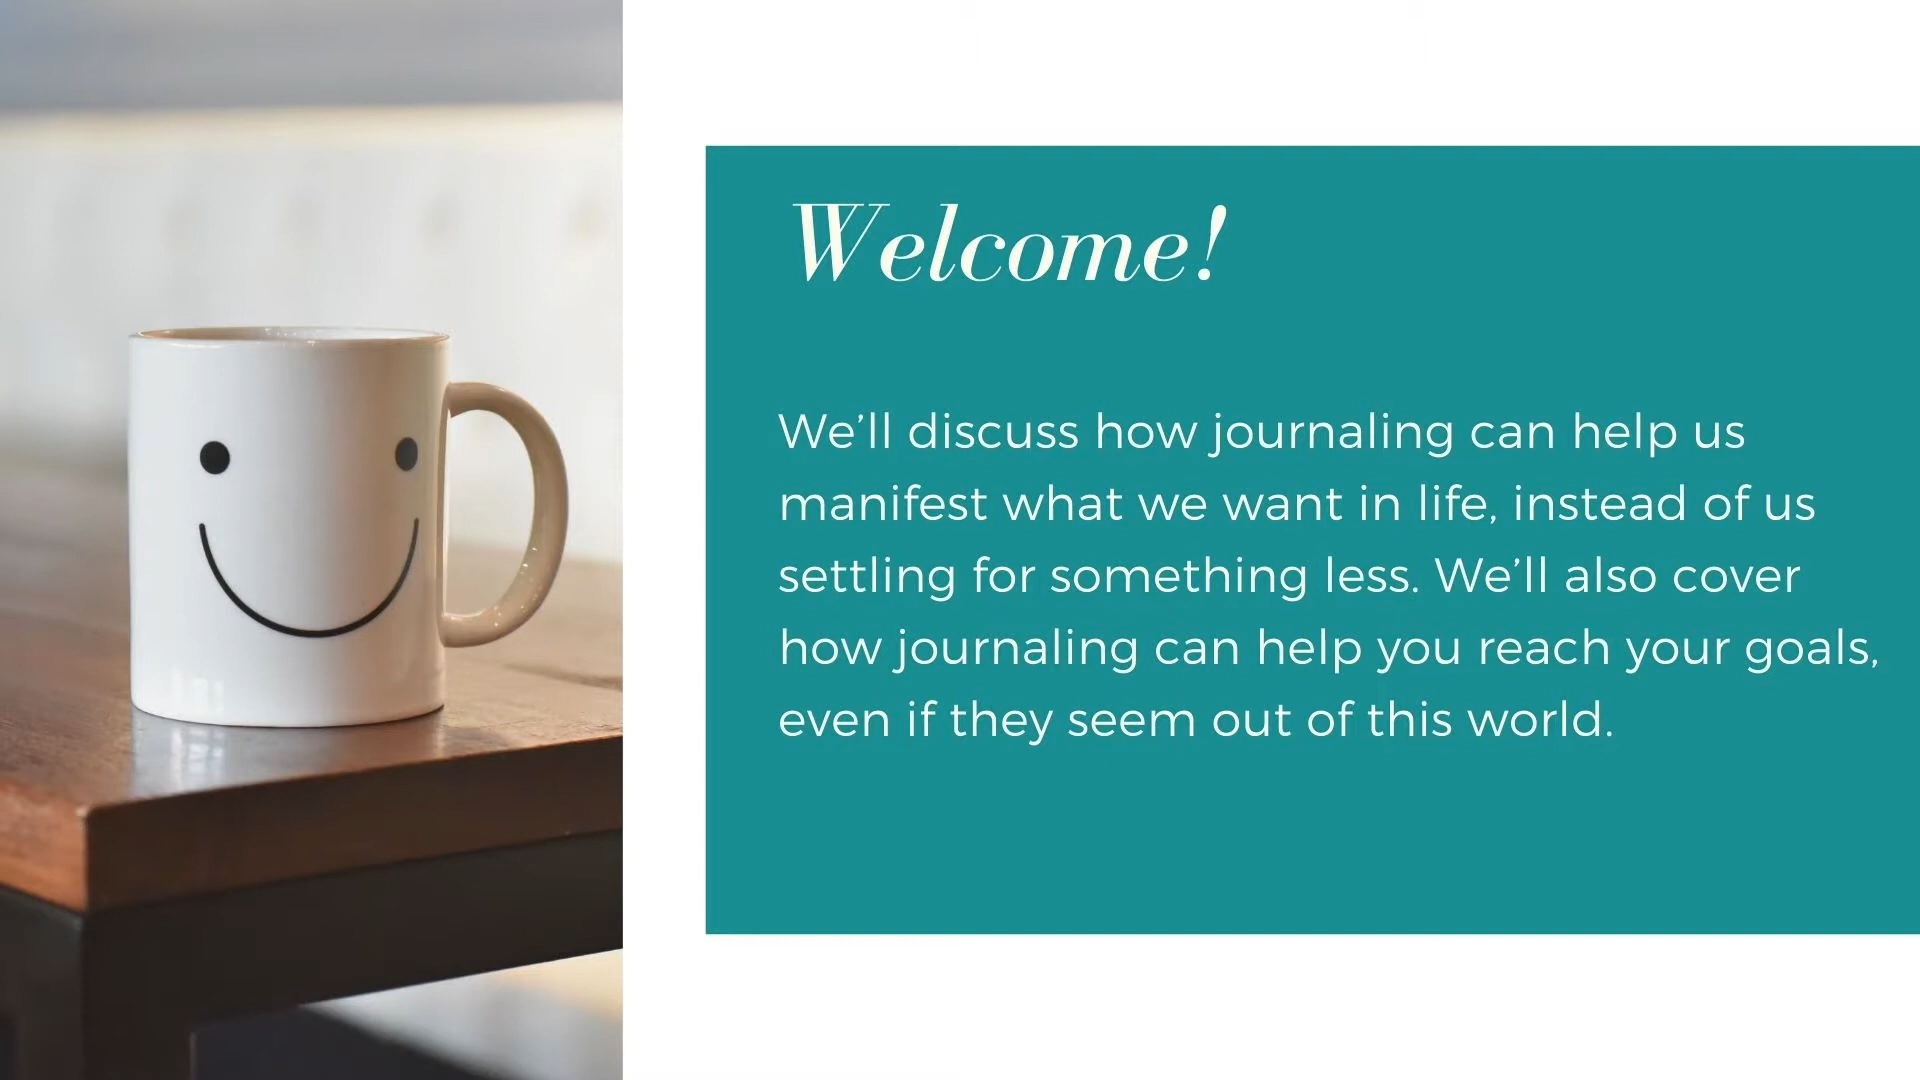 Welcome!
We’ll discuss how journaling can help us
manifest what we want in life, instead of us
settling for something less. We’ll also cover
how journaling can help you reach your goals,
even if they seem out of this world.